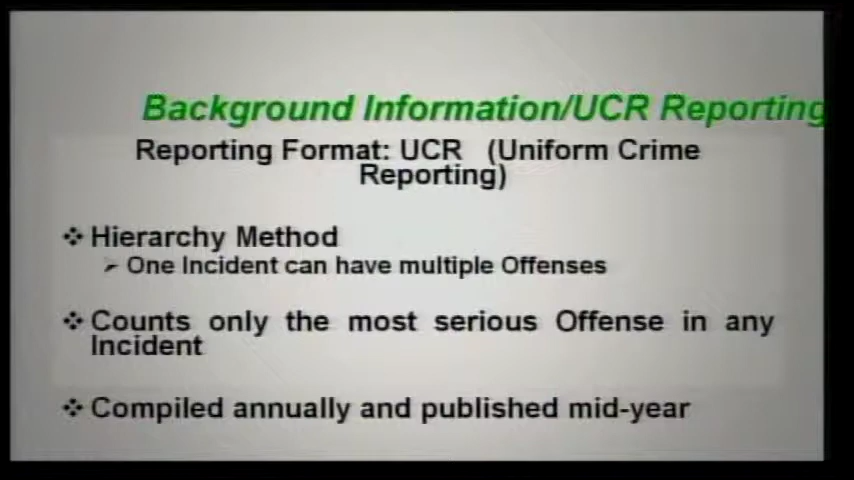 Background Information/UCR Reporting
Reporting Format: UCR (Uniform Crime
Reporting)
❖ Hierarchy Method
➢ One Incident can have multiple Offenses
❖ Counts only the most serious Offense in any
Incident
❖ Compiled annually and published mid-year